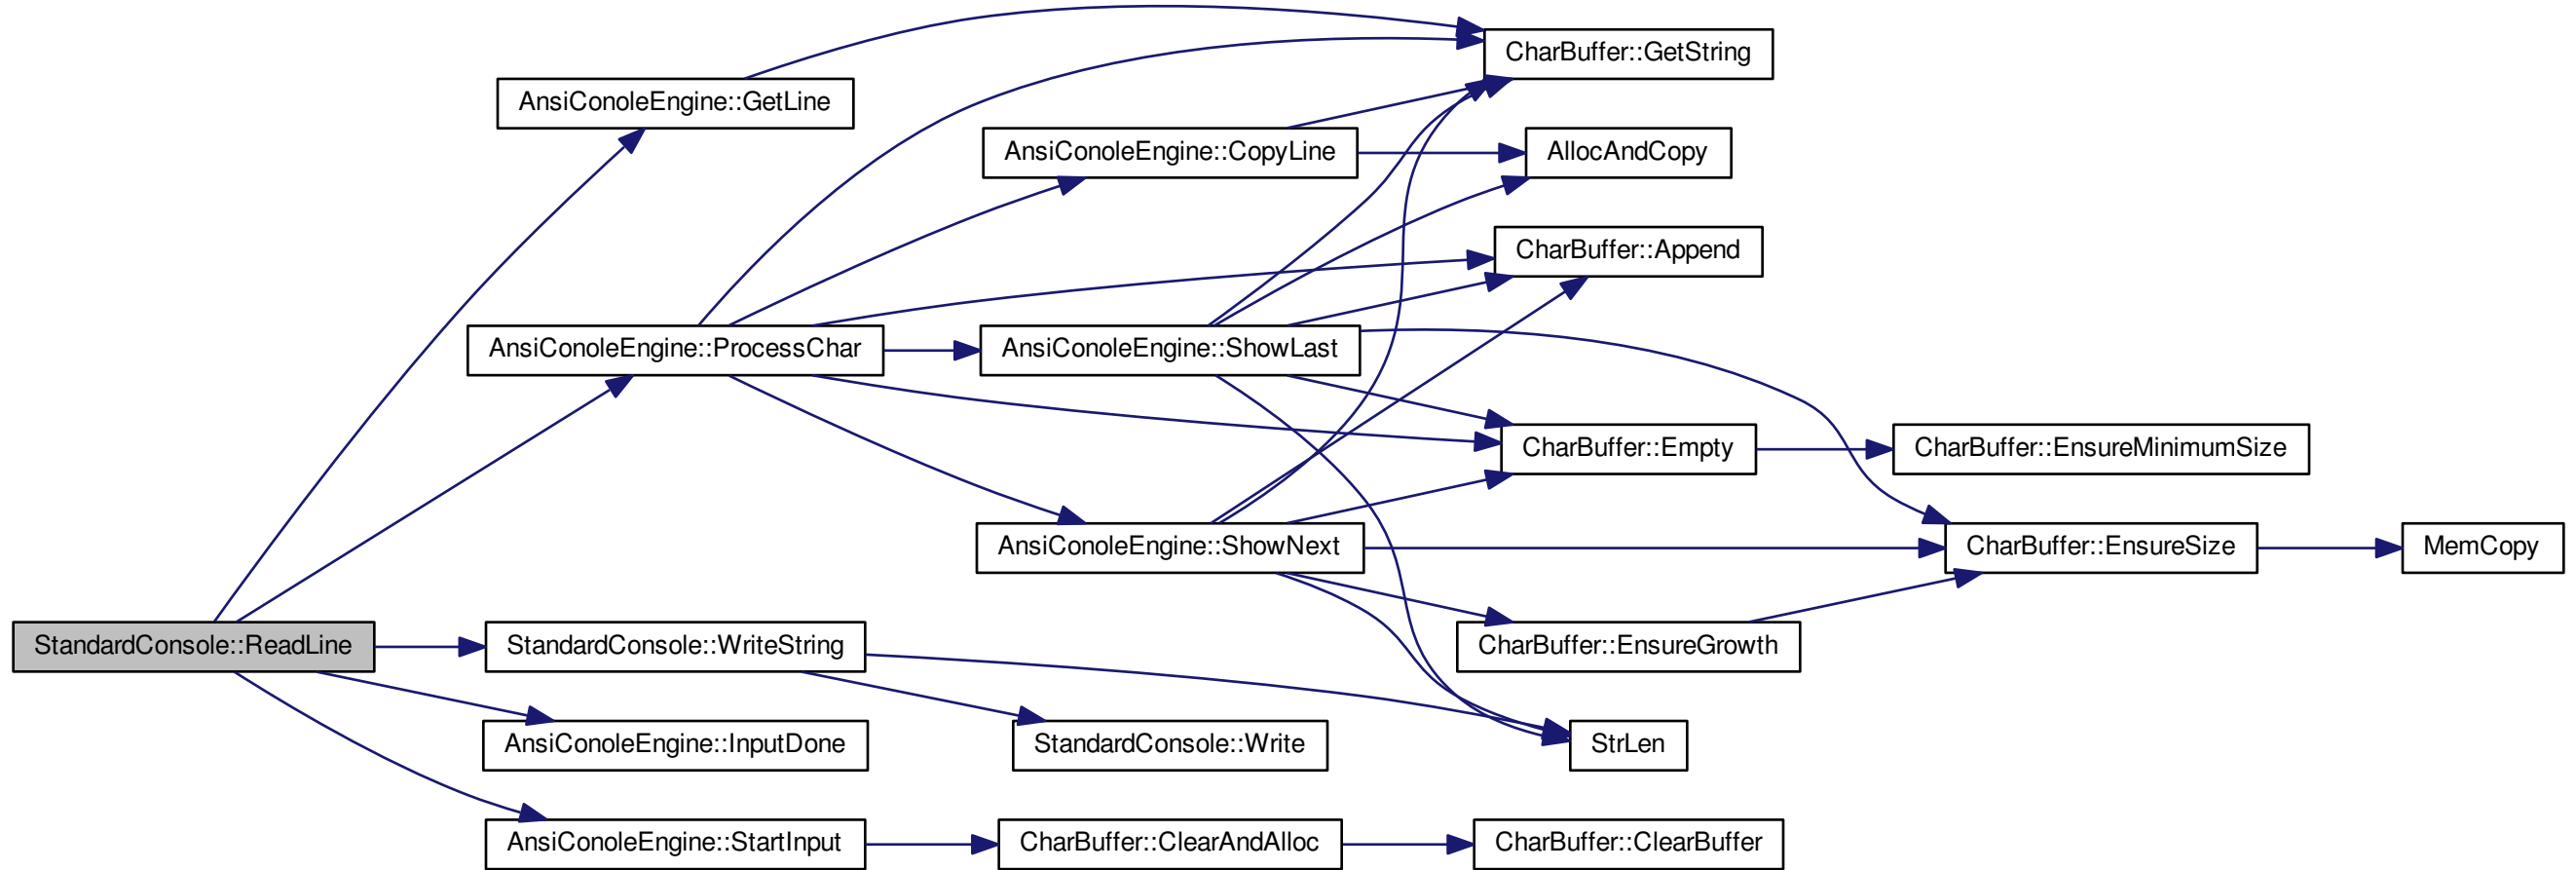 CharBuffer::GetString
AnsiConoleEngine::GetLine
AnsiConoleEngine::CopyLine
AllocAndCopy
CharBuffer::Append
AnsiConoleEngine::ProcessChar
AnsiConoleEngine::ShowLast
CharBuffer::Empty
CharBuffer::EnsureMinimumSize
AnsiConoleEngine::ShowNext
CharBuffer::EnsureSize
MemCopy
StandardConsole::ReadLine
StandardConsole::WriteString
CharBuffer::EnsureGrowth
AnsiConoleEngine::InputDone
StandardConsole::Write
StrLen
AnsiConoleEngine::StartInput
CharBuffer::ClearAndAlloc
CharBuffer::ClearBuffer